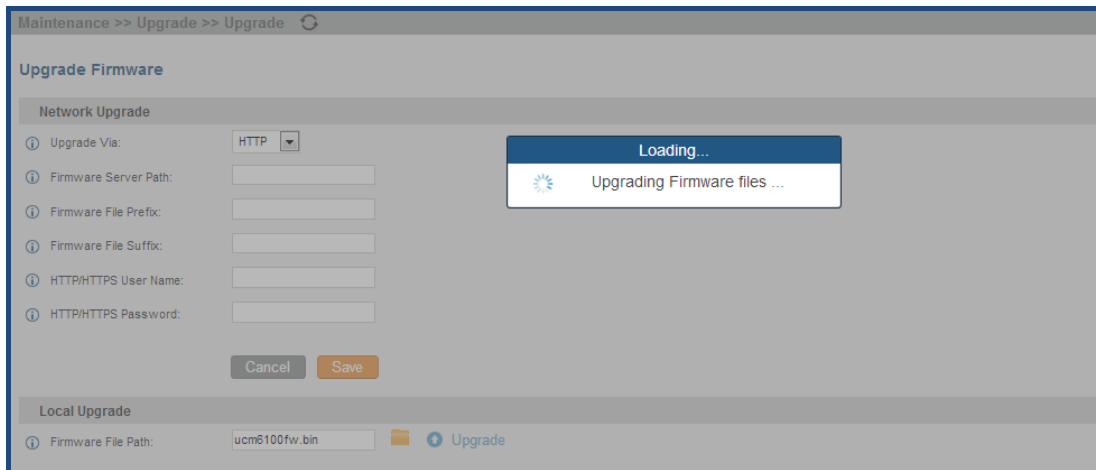 Maintenance >> Upgrade >> Upgrade
Upgrade Firmware
Network Upgrade
Upgrade Via: HTTP
Firmware Server Path:
Firmware File Prefix:
Firmware File Suffix:
HTTP/HTTPS User Name:
HTTP/HTTPS Password:
Cancel Save
Loading...
Upgrading Firmware files ...
Local Upgrade
Firmware File Path: ucm6100fw.bin Upgrade